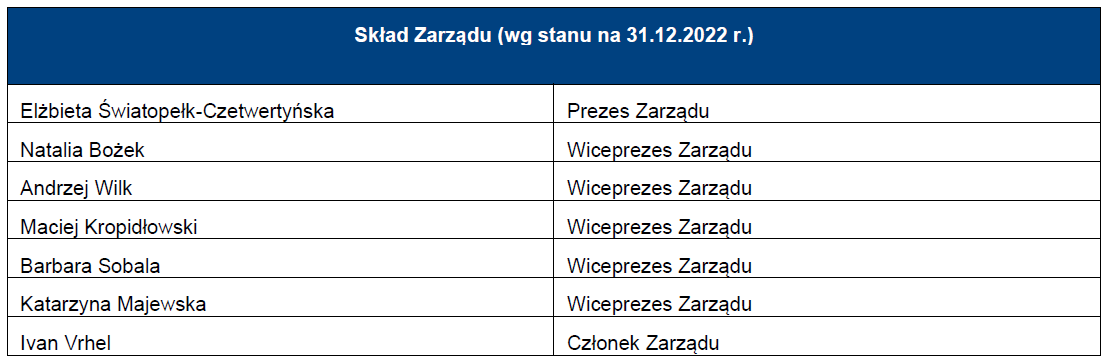 Skład Zarządu (wg stanu na 31.12.2022 r.)
Elżbieta Światopełk-Czetwertyńska Prezes Zarządu
Natalia Bożek Wiceprezes Zarządu
Andrzej Wilk Wiceprezes Zarządu
Maciej Kropidłowski Wiceprezes Zarządu
Barbara Sobala Wiceprezes Zarządu
Katarzyna Majewska Wiceprezes Zarządu
Ivan Vrhel Członek Zarządu